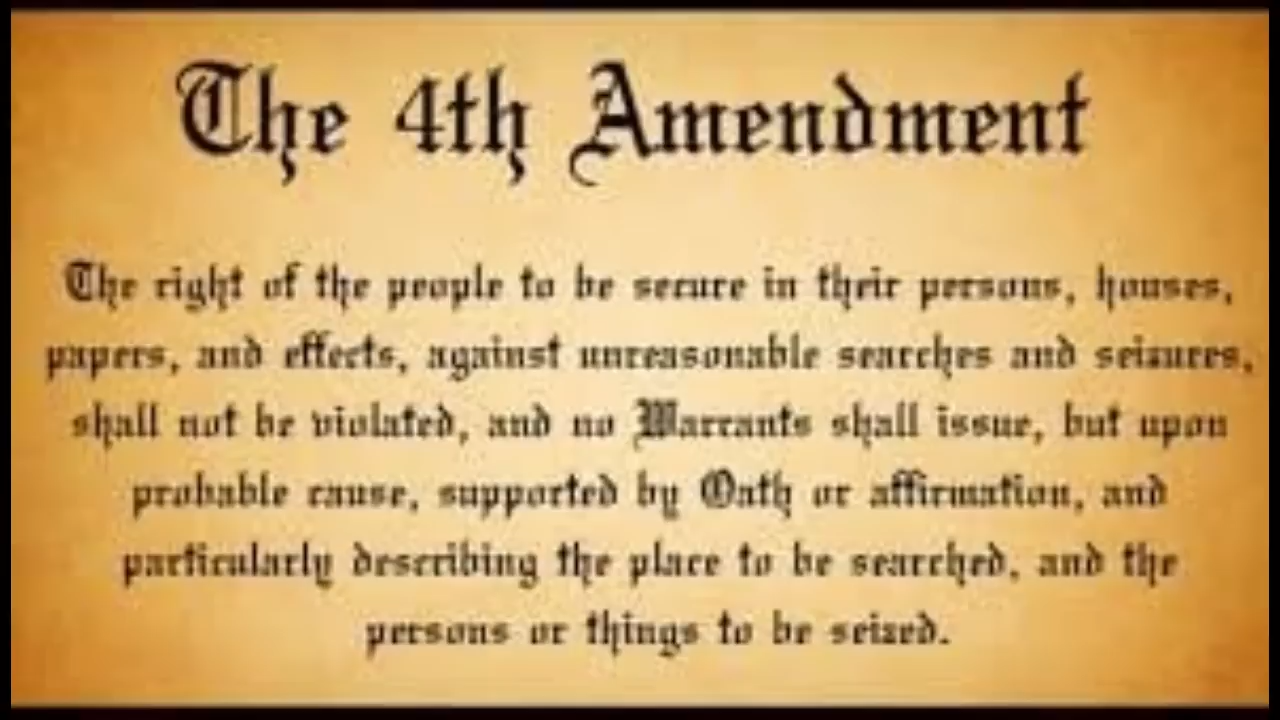 The 4th Amendment
The right of the people to be secure in their persons, houses,
papers, and effects, against unreasonable searches and seizures,
shall not be violated, and no Warrants shall issue, but upon
probable cause, supported by Oath or affirmation, and
particularly describing the place to be searched, and the
persons or things to be seized.